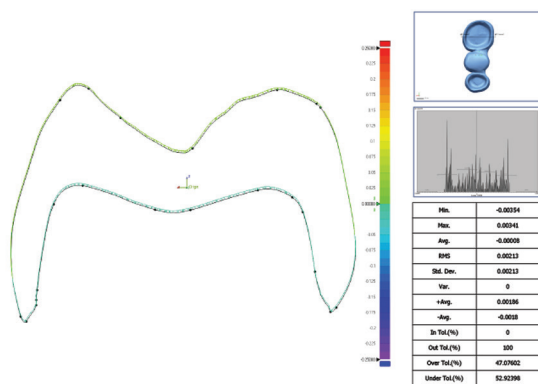 0.25000
0.225
0.2
0.175
0.15
0.125
0.1
0.075
0.05
0.025
0.00000
-0.025
-0.05
-0.075
-0.1
-0.125
-0.15
-0.175
-0.2
-0.225
-0.25000
Min. -0.00354
Max. 0.00341
Avg. -0.00008
RMS 0.00213
Std. Dev. 0.00213
Var. 0
+Avg. 0.00186
-Avg. -0.0018
In Tol.(%) 0
Out Tol.(%) 100
Over Tol.(%) 47.07602
Under Tol.(%) 52.92398